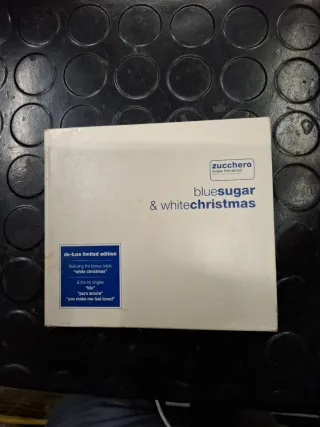 zucchero
sugar fornaciari
bluesugar
& whitechristmas
de-luxe limited edition
featuring the bonus track
"white christmas"
& the hit singles
"blu"
"puro amore"
"you make me feel loved"